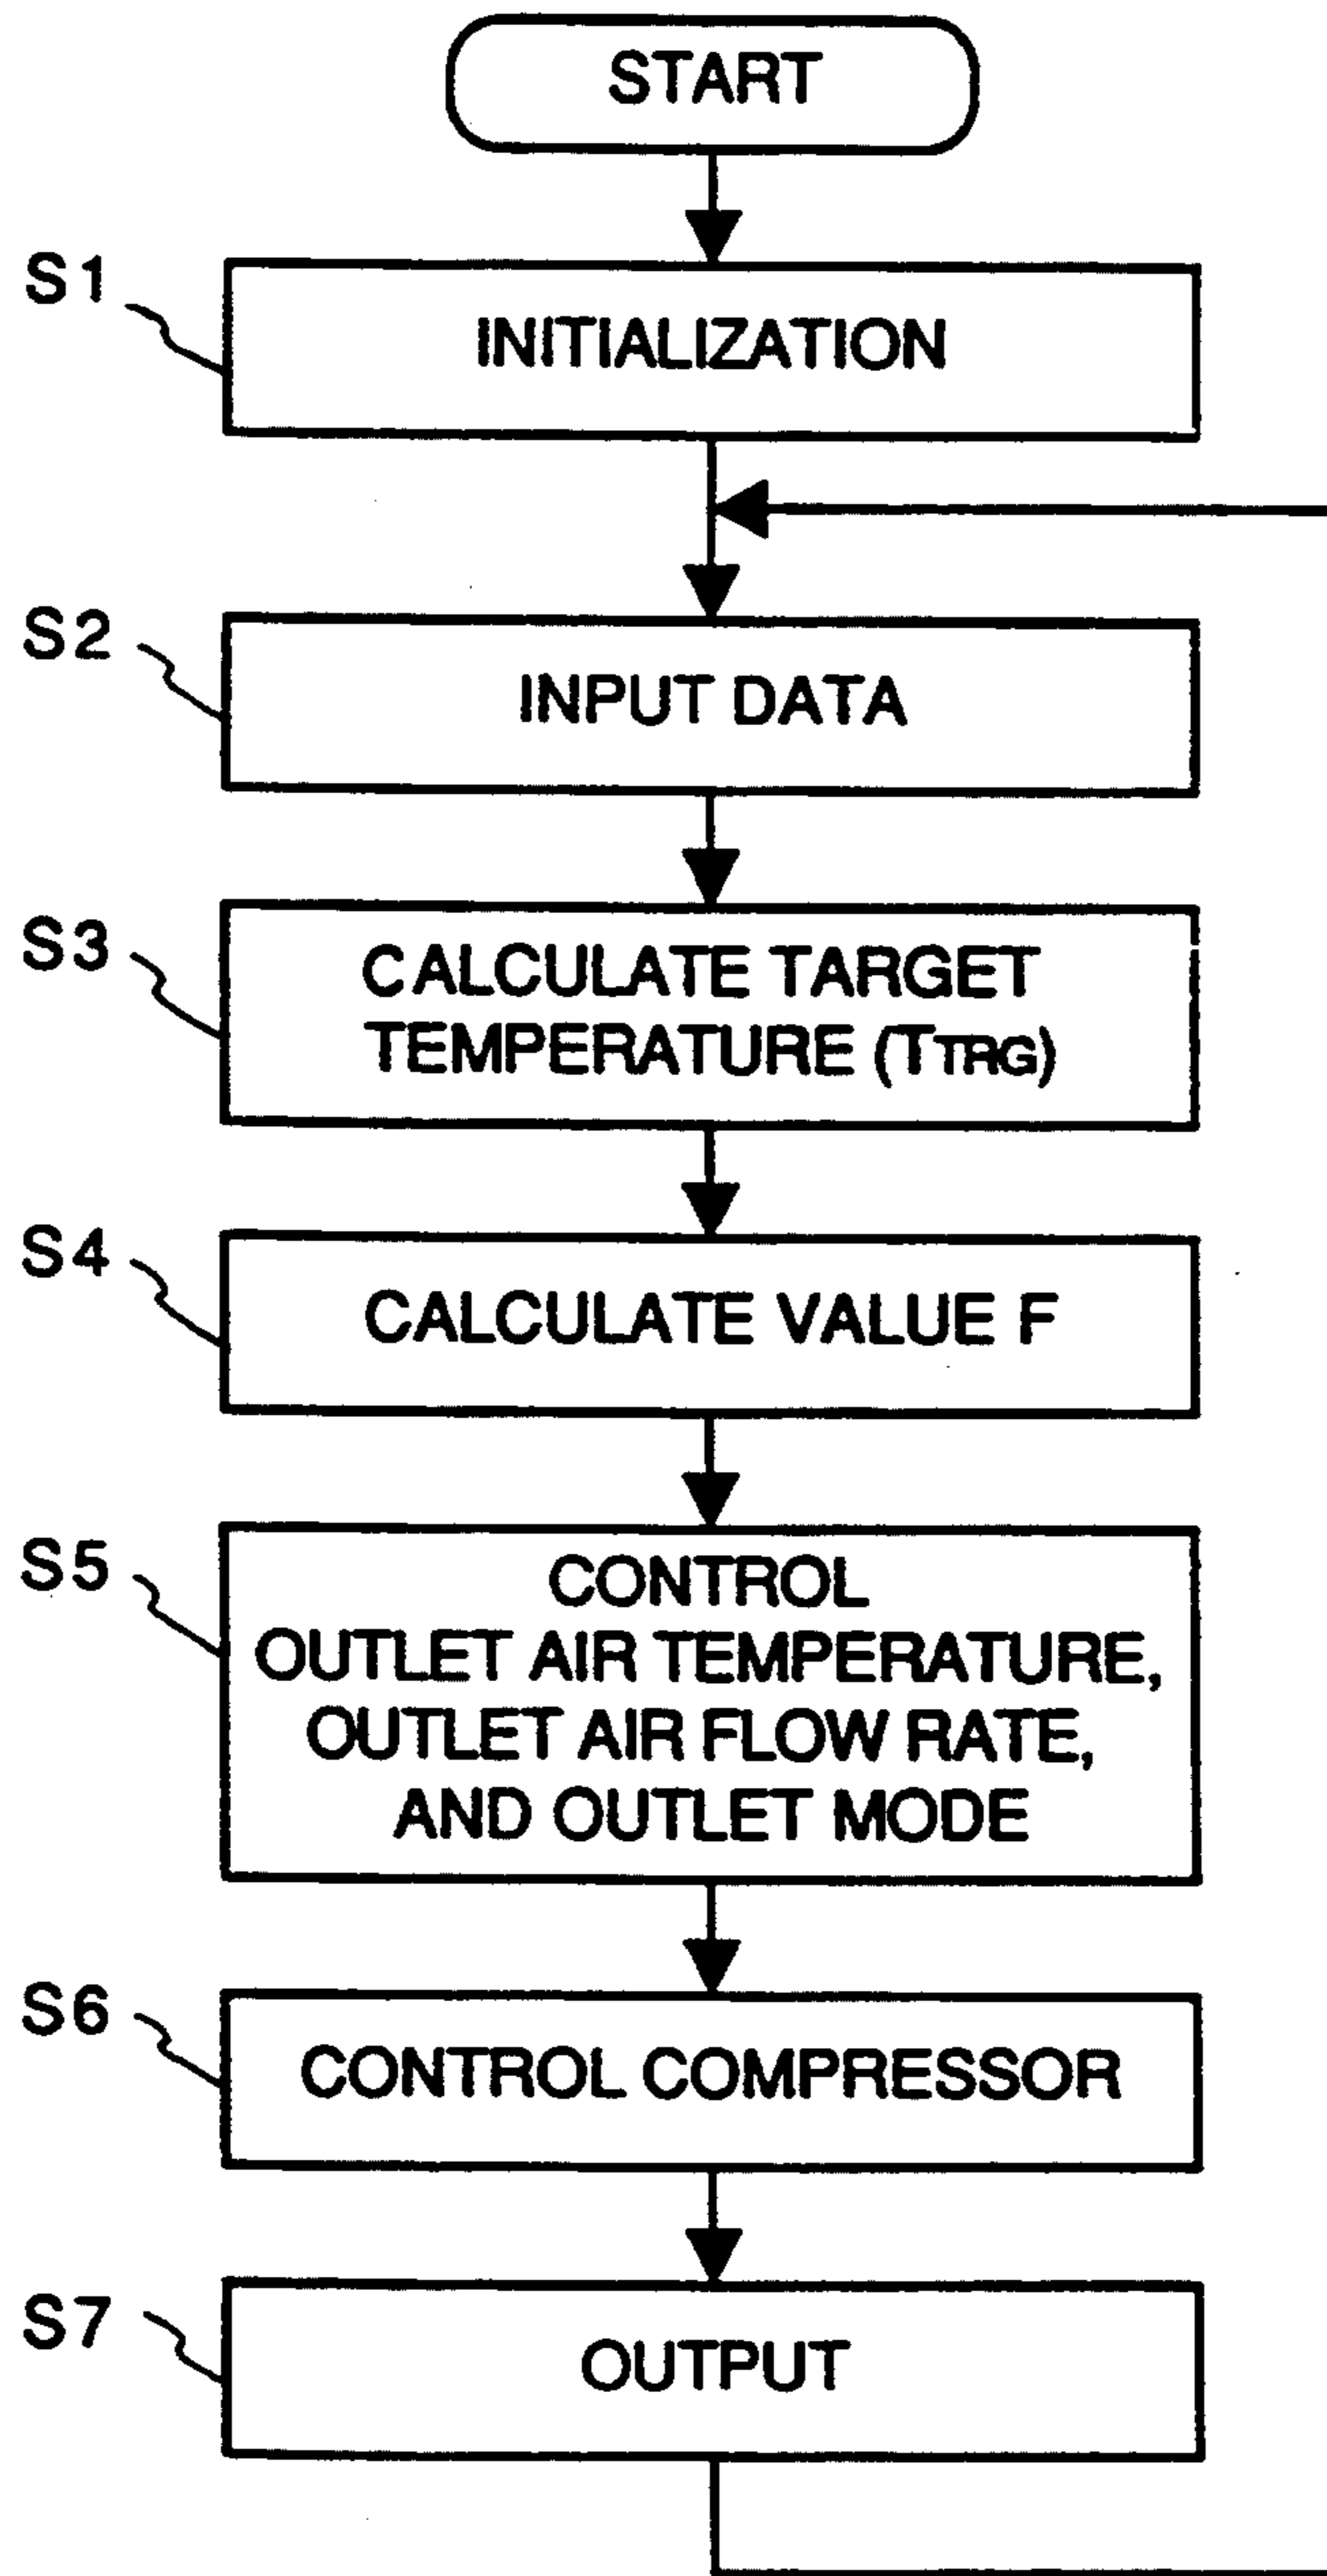 START
S1
INITIALIZATION
S2
INPUT DATA
S3
CALCULATE TARGET
TEMPERATURE (TTRG)
S4
CALCULATE VALUE F
S5
CONTROL
OUTLET AIR TEMPERATURE,
OUTLET AIR FLOW RATE,
AND OUTLET MODE
S6
CONTROL COMPRESSOR
S7
OUTPUT